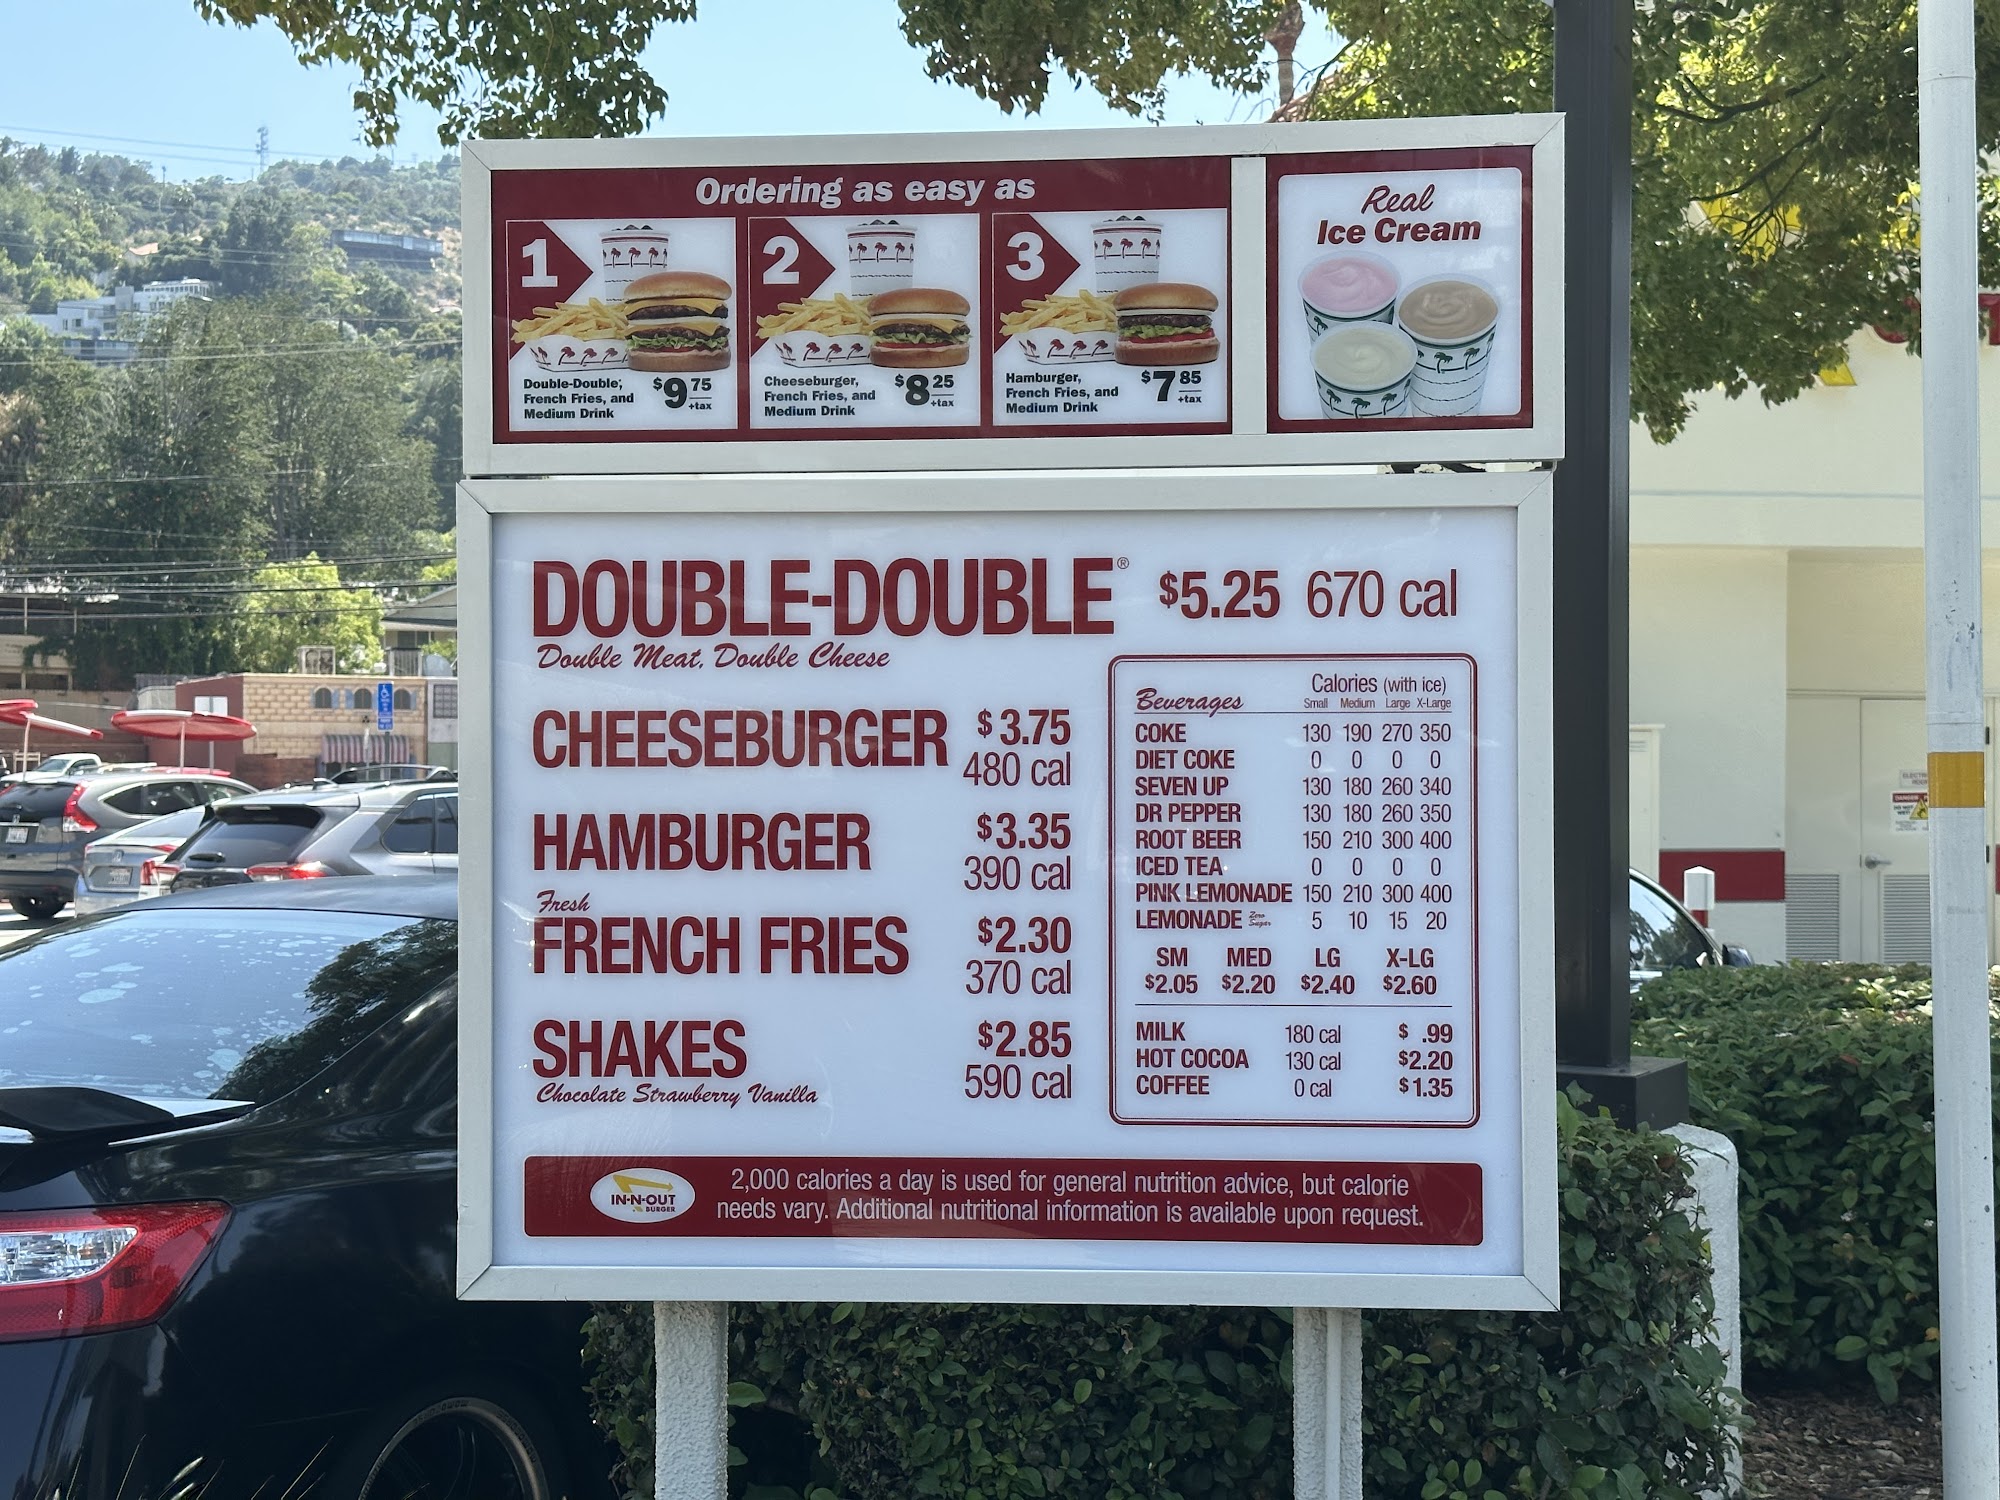 Ordering as easy as
1
Double-Double,® French Fries, and Medium Drink
$9 75 +tax
2
Cheeseburger, French Fries, and Medium Drink
$8 25 +tax
3
Hamburger, French Fries, and Medium Drink
$7 85 +tax
Real
Ice Cream
DOUBLE-DOUBLE® $5.25 670 cal
Double Meat, Double Cheese
CHEESEBURGER $3.75
480 cal
HAMBURGER $3.35
390 cal
Fresh
FRENCH FRIES $2.30
370 cal
SHAKES $2.85
590 cal
Chocolate Strawberry Vanilla
Beverages Calories (with ice)
Small Medium Large X-Large
COKE 130 190 270 350
DIET COKE 0 0 0 0
SEVEN UP 130 180 260 340
DR PEPPER 130 180 260 350
ROOT BEER 150 210 300 400
ICED TEA 0 0 0 0
PINK LEMONADE 150 210 300 400
LEMONADE Zero Sugar 5 10 15 20
SM MED LG X-LG
$2.05 $2.20 $2.40 $2.60
MILK 180 cal $ .99
HOT COCOA 130 cal $2.20
COFFEE 0 cal $1.35
IN-N-OUT
BURGER
2,000 calories a day is used for general nutrition advice, but calorie
needs vary. Additional nutritional information is available upon request.
DANGER